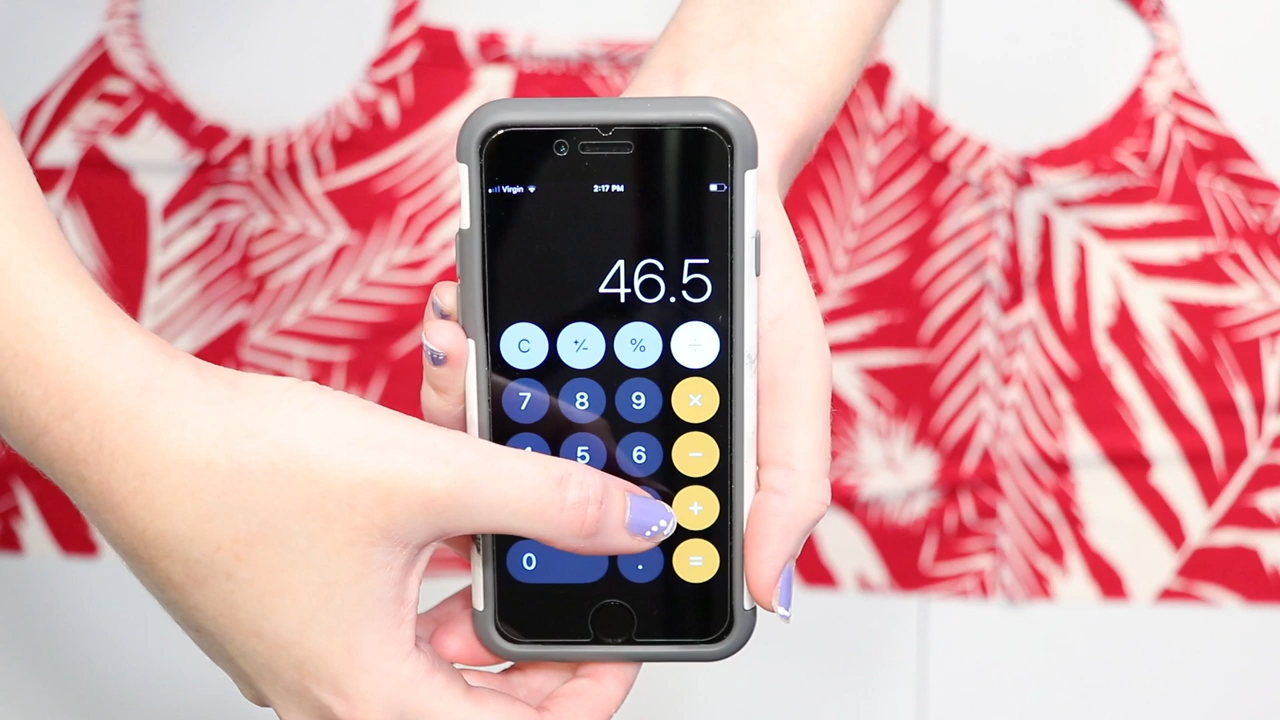 Virgin 2:17 PM
46.5
C +/- % ÷
7 8 9 ×
5 6 −
+
0 . =